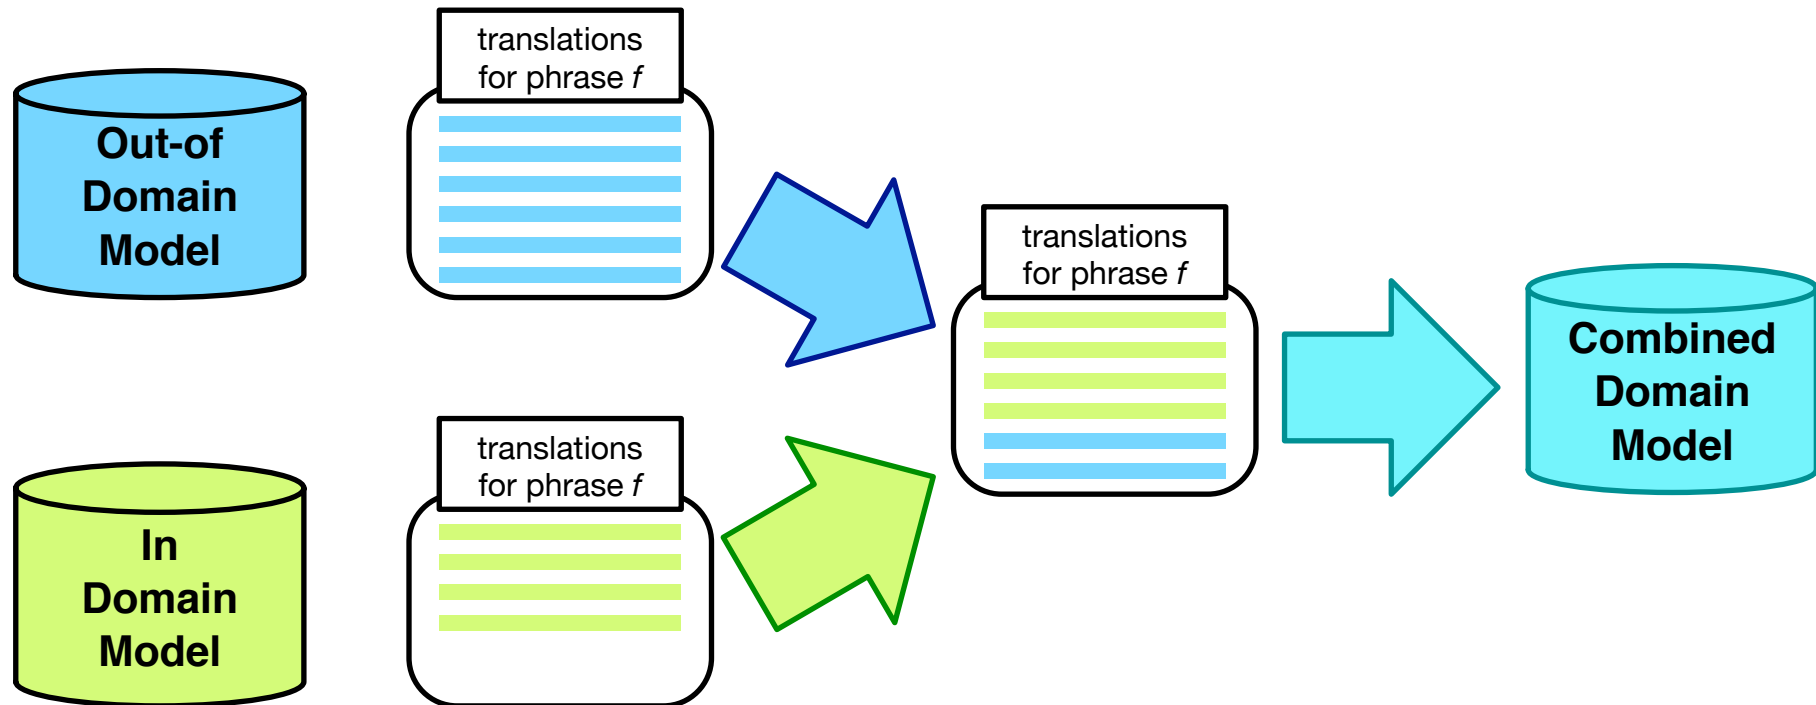 Out-of
Domain
Model
translations
for phrase f
In
Domain
Model
translations
for phrase f
translations
for phrase f
Combined
Domain
Model